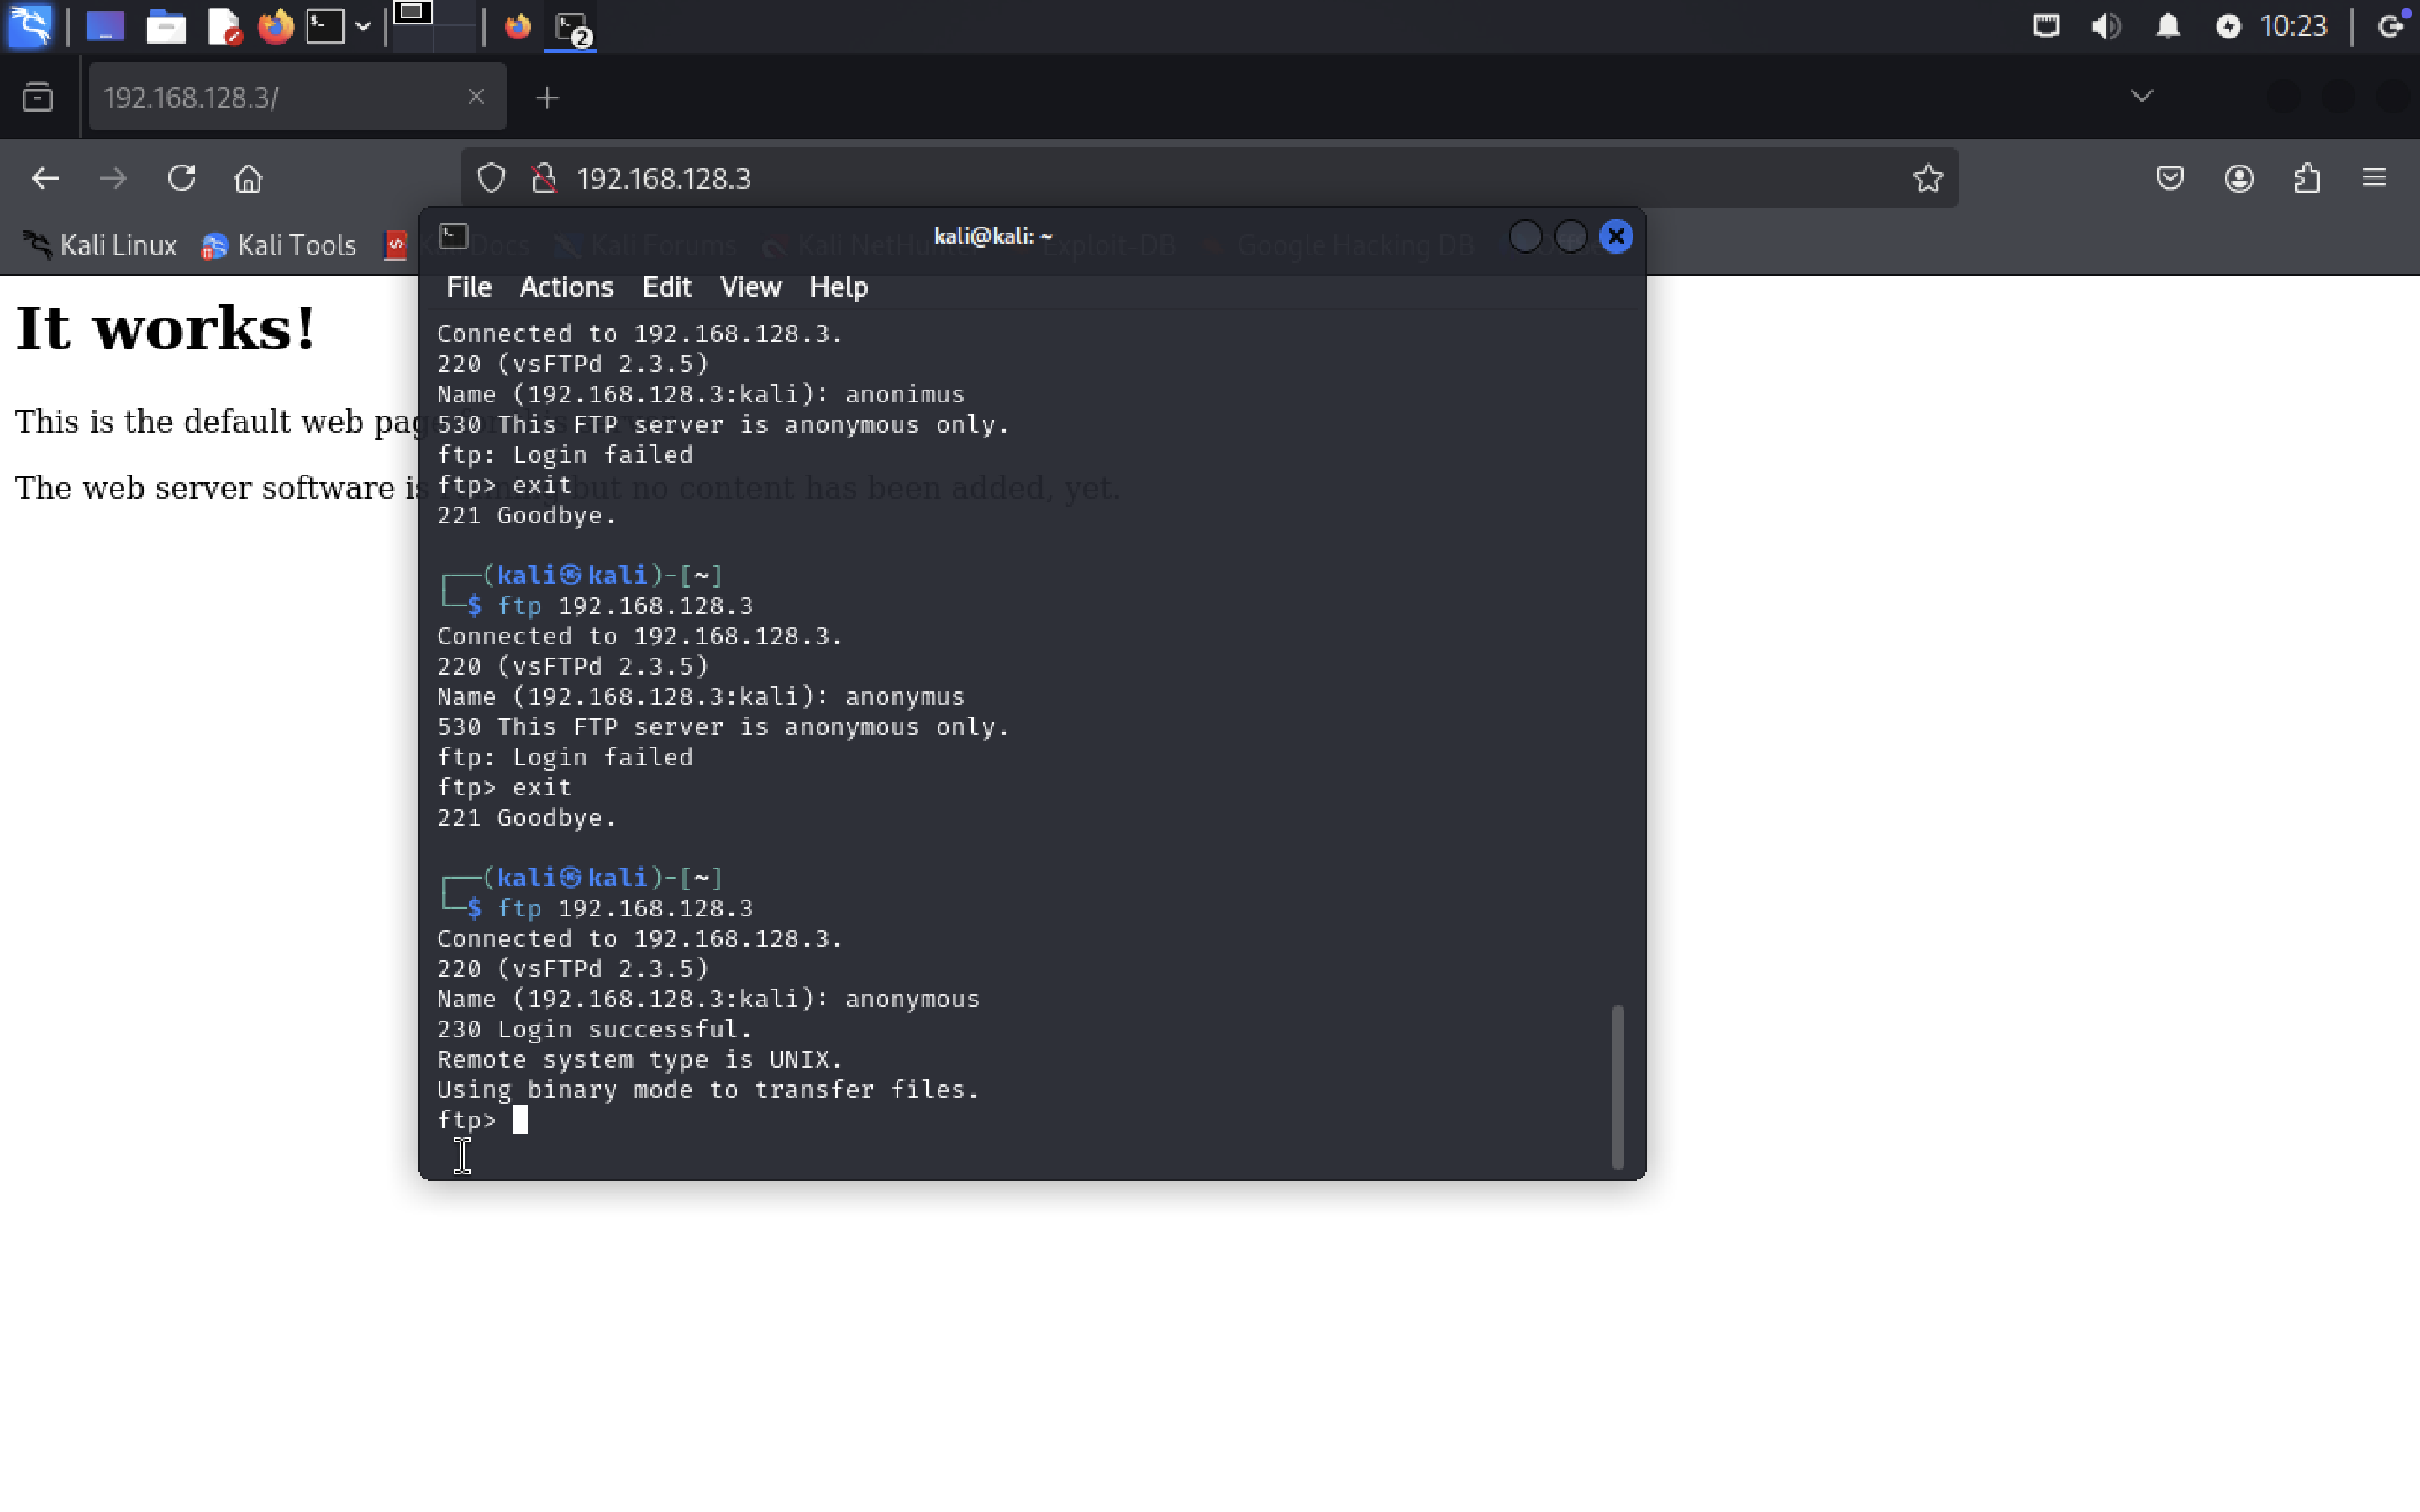 10:23
2
192.168.128.3/
192.168.128.3
Kali Linux Kali Tools Kali Docs Kali Forums Kali NetHunter Exploit-DB Google Hacking DB
kali@kali: ~
File Actions Edit View Help
It works!
This is the default web page for this server.
The web server software is running but no content has been added, yet.
Connected to 192.168.128.3.
220 (vsFTPd 2.3.5)
Name (192.168.128.3:kali): anonimus
530 This FTP server is anonymous only.
ftp: Login failed
ftp> exit
221 Goodbye.
┌──(kali㉿kali)-[~]
└─$ ftp 192.168.128.3
Connected to 192.168.128.3.
220 (vsFTPd 2.3.5)
Name (192.168.128.3:kali): anonymus
530 This FTP server is anonymous only.
ftp: Login failed
ftp> exit
221 Goodbye.
┌──(kali㉿kali)-[~]
└─$ ftp 192.168.128.3
Connected to 192.168.128.3.
220 (vsFTPd 2.3.5)
Name (192.168.128.3:kali): anonymous
230 Login successful.
Remote system type is UNIX.
Using binary mode to transfer files.
ftp>